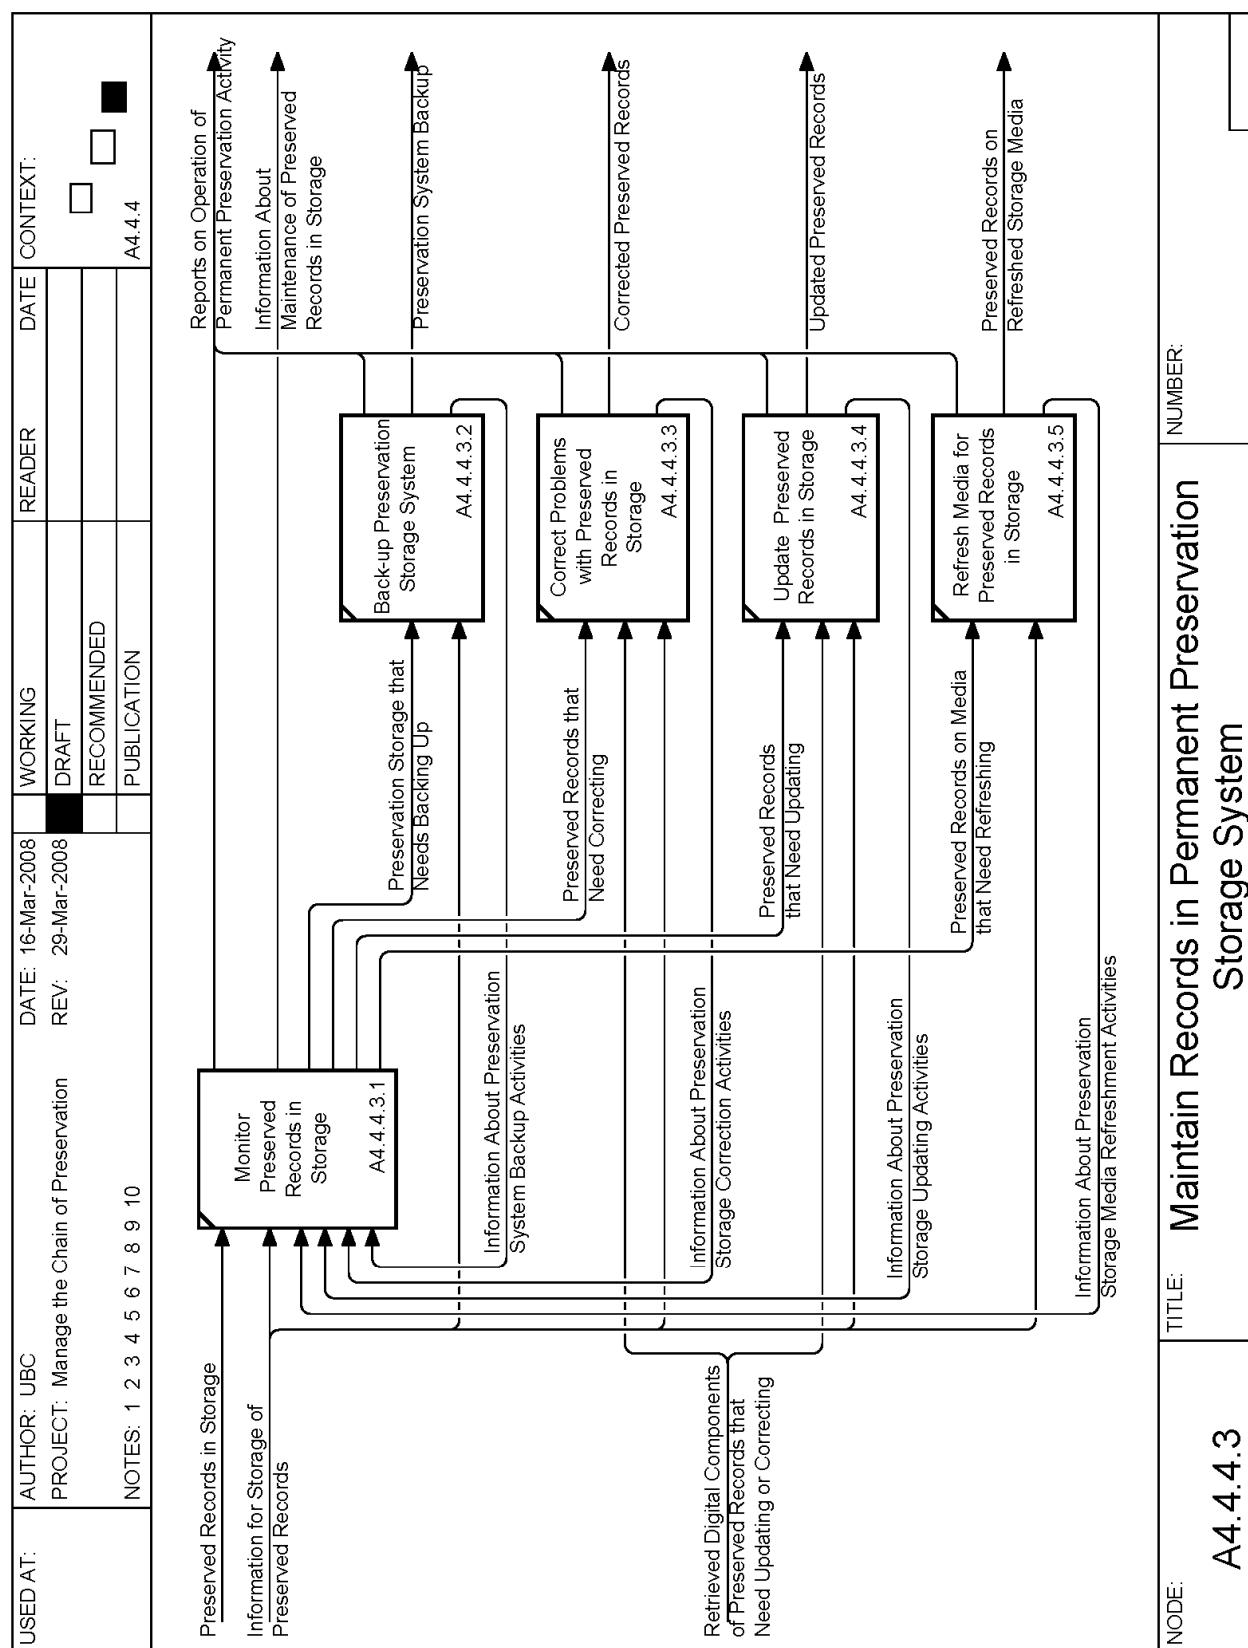 USED AT:
AUTHOR: UBC
PROJECT: Manage the Chain of Preservation
NOTES: 1 2 3 4 5 6 7 8 9 10
DATE: 16-Mar-2008
REV: 29-Mar-2008
WORKING
DRAFT
RECOMMENDED
PUBLICATION
READER
DATE
CONTEXT:
A4.4.4
Preserved Records in Storage
Information for Storage of
Preserved Records
Retrieved Digital Components
of Preserved Records that
Need Updating or Correcting
Monitor
Preserved
Records in
Storage
A4.4.4.3.1
Information About Preservation
System Backup Activities
Information About Preservation
Storage Correction Activities
Information About Preservation
Storage Updating Activities
Information About Preservation
Storage Media Refreshment Activities
Preservation Storage that
Needs Backing Up
Preserved Records that
Need Correcting
Preserved Records
that Need Updating
Preserved Records on Media
that Need Refreshing
Back-up Preservation
Storage System
A4.4.4.3.2
Correct Problems
with Preserved
Records in
Storage
A4.4.4.3.3
Update Preserved
Records in Storage
A4.4.4.3.4
Refresh Media for
Preserved Records
in Storage
A4.4.4.3.5
Reports on Operation of
Permanent Preservation Activity
Information About
Maintenance of Preserved
Records in Storage
Preservation System Backup
Corrected Preserved Records
Updated Preserved Records
Preserved Records on
Refreshed Storage Media
NODE:
A4.4.4.3
TITLE:
Maintain Records in Permanent Preservation
Storage System
NUMBER: